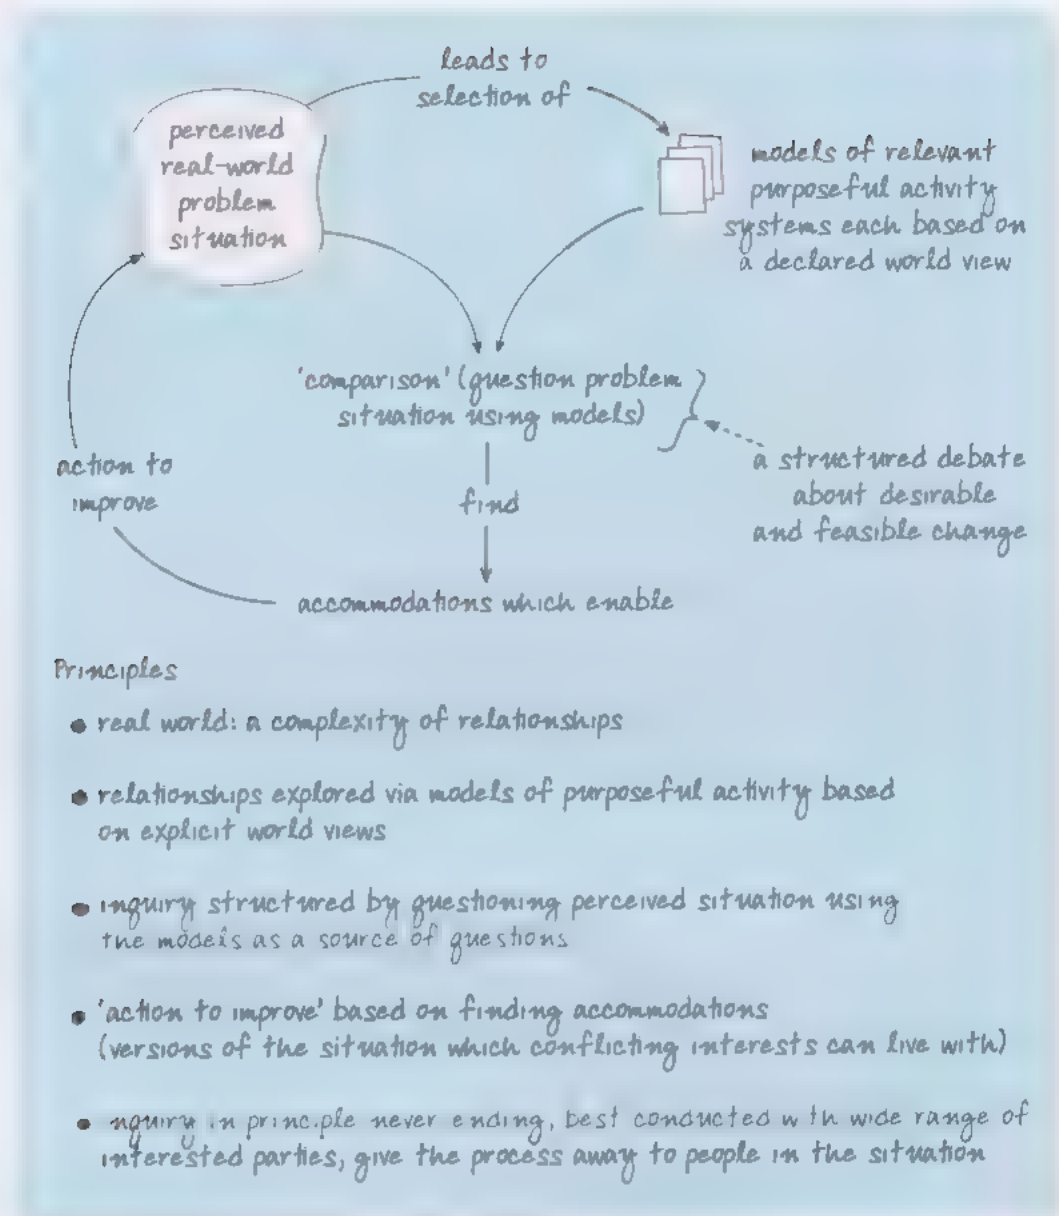 leads to
selection of
perceived
real-world
problem
situation
models of relevant
purposeful activity
systems each based on
a declared world view
'comparison' (question problem
situation using models)
a structured debate
about desirable
and feasible change
find
action to
improve
accommodations which enable
Principles
• real world: a complexity of relationships
• relationships explored via models of purposeful activity based
on explicit world views
• inquiry structured by questioning perceived situation using
the models as a source of questions
• 'action to improve' based on finding accommodations
(versions of the situation which conflicting interests can live with)
• inquiry in principle never ending, best conducted with wide range of
interested parties, give the process away to people in the situation